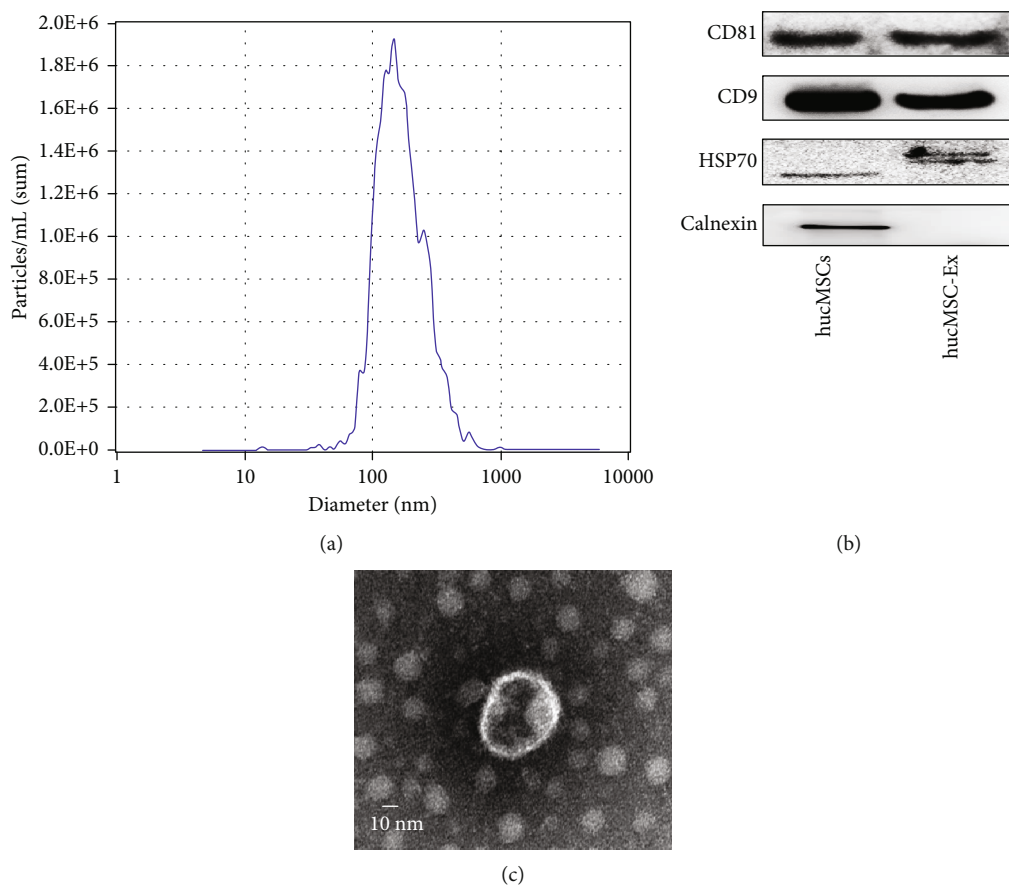 2.0E+6
1.8E+6
1.6E+6
1.4E+6
1.2E+6
1.0E+6
8.0E+5
6.0E+5
4.0E+5
2.0E+5
0.0E+0
Particles/mL (sum)
1 10 100 1000 10000
Diameter (nm)
(a)
CD81
CD9
HSP70
Calnexin
hucMSCs
hucMSC-Ex
(b)
10 nm
(c)